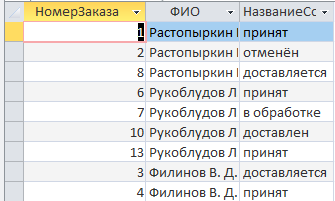 НомерЗаказа ФИО НазваниеСс
1 Растопыркин принят
2 Растопыркин отменён
8 Растопыркин доставляется
6 Рукоблудов Л принят
7 Рукоблудов Л в обработке
10 Рукоблудов Л доставлен
13 Рукоблудов Л принят
3 Филинов В. Д. доставляется
4 Филинов В. Д. принят